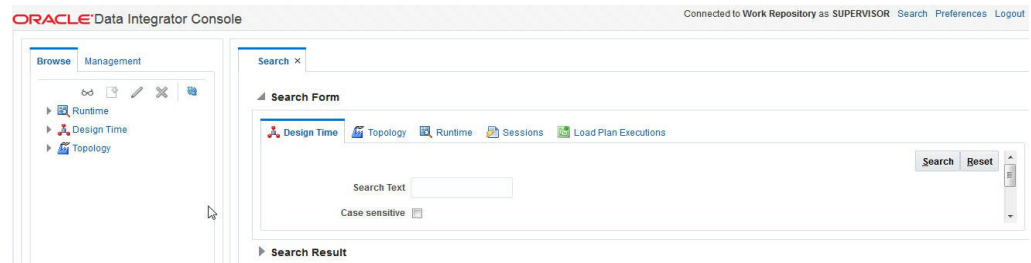 ORACLE Data Integrator Console
Connected to Work Repository as SUPERVISOR Search Preferences Logout
Browse Management
Runtime
Design Time
Topology
Search ×
Search Form
Design Time Topology Runtime Sessions Load Plan Executions
Search Reset
Search Text
Case sensitive
Search Result